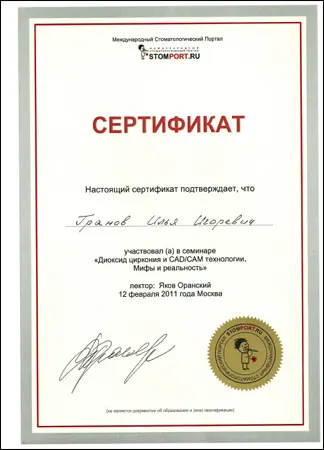 Международный Стоматологический Портал
STOMPORT.RU
СЕРТИФИКАТ
Настоящий сертификат подтверждает, что
Гранов Илья Игоревич
участвовал (а) в семинаре
«Диоксид циркония и CAD/CAM технологии.
Мифы и реальность»
лектор: Яков Оранский
12 февраля 2011 года Москва
STOMPORT.RU
(не является документом об образовании и (или) квалификации)